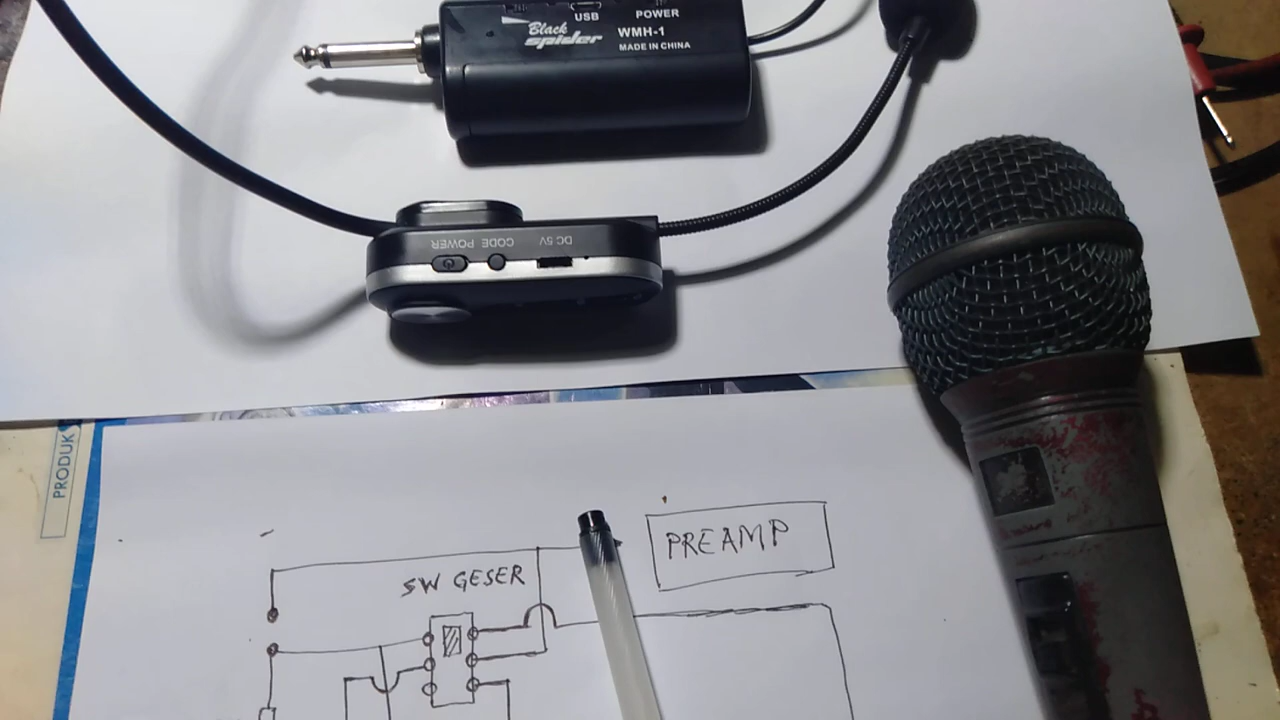 USB
POWER
Black
spider
WMH-1
MADE IN CHINA
POWER
CODE
DC 5V
PRODUK
PREAMP
SW GESER